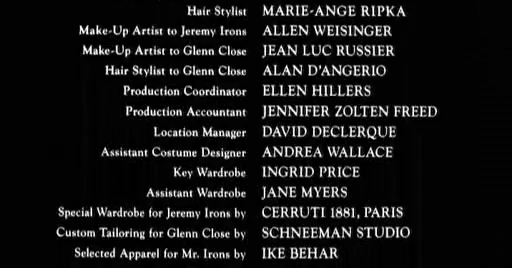 Hair Stylist MARIE-ANGE RIPKA
Make-Up Artist to Jeremy Irons ALLEN WEISINGER
Make-Up Artist to Glenn Close JEAN LUC RUSSIER
Hair Stylist to Glenn Close ALAN D'ANGERIO
Production Coordinator ELLEN HILLERS
Production Accountant JENNIFER ZOLTEN FREED
Location Manager DAVID DECLERQUE
Assistant Costume Designer ANDREA WALLACE
Key Wardrobe INGRID PRICE
Assistant Wardrobe JANE MYERS
Special Wardrobe for Jeremy Irons by CERRUTI 1881, PARIS
Custom Tailoring for Glenn Close by SCHNEEMAN STUDIO
Selected Apparel for Mr. Irons by IKE BEHAR